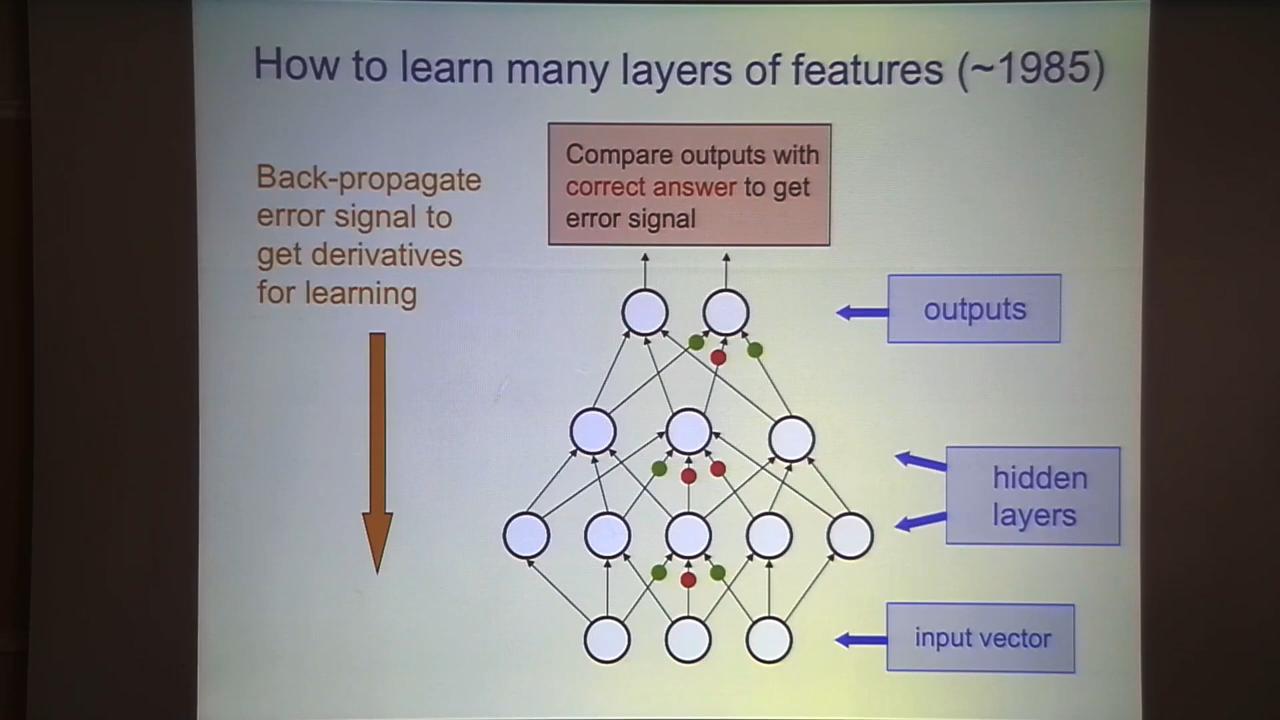 How to learn many layers of features (~1985)
Back-propagate
error signal to
get derivatives
for learning
Compare outputs with
correct answer to get
error signal
outputs
hidden
layers
input vector